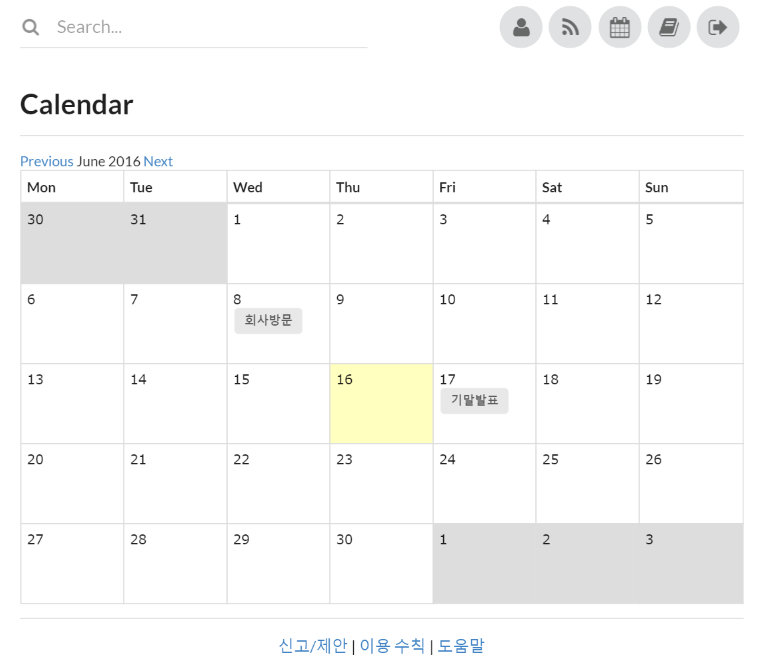 Search...
Calendar
Previous June 2016 Next
Mon Tue Wed Thu Fri Sat Sun
30 31 1 2 3 4 5
6 7 8 9 10 11 12
회사방문
13 14 15 16 17 18 19
기말발표
20 21 22 23 24 25 26
27 28 29 30 1 2 3
신고/제안 | 이용 수칙 | 도움말